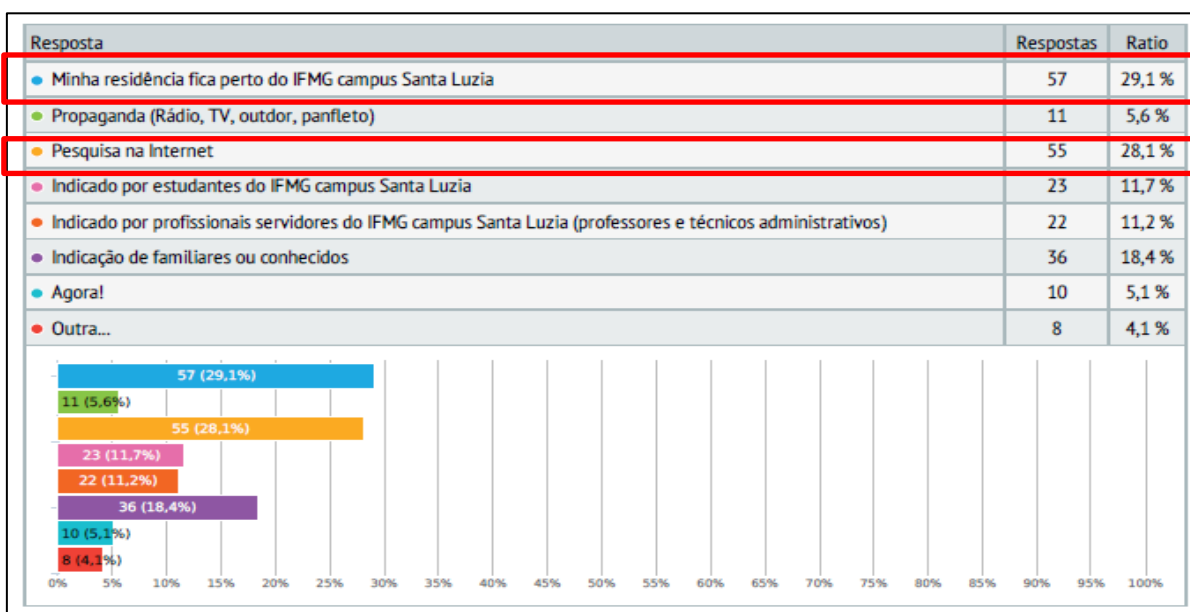 Resposta Respostas Ratio
Minha residência fica perto do IFMG campus Santa Luzia 57 29,1 %
Propaganda (Rádio, TV, outdor, panfleto) 11 5,6 %
Pesquisa na Internet 55 28,1 %
Indicado por estudantes do IFMG campus Santa Luzia 23 11,7 %
Indicado por profissionais servidores do IFMG campus Santa Luzia (professores e técnicos administrativos) 22 11,2 %
Indicação de familiares ou conhecidos 36 18,4 %
Agora! 10 5,1 %
Outra... 8 4,1 %
57 (29,1%)
11 (5,6%)
55 (28,1%)
23 (11,7%)
22 (11,2%)
36 (18,4%)
10 (5,1%)
8 (4,1%)
0% 5% 10% 15% 20% 25% 30% 35% 40% 45% 50% 55% 60% 65% 70% 75% 80% 85% 90% 95% 100%